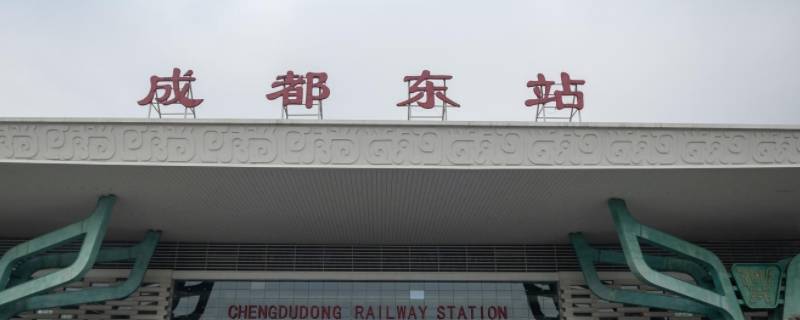 成都东站
CHENGDUDONG RAILWAY STATION